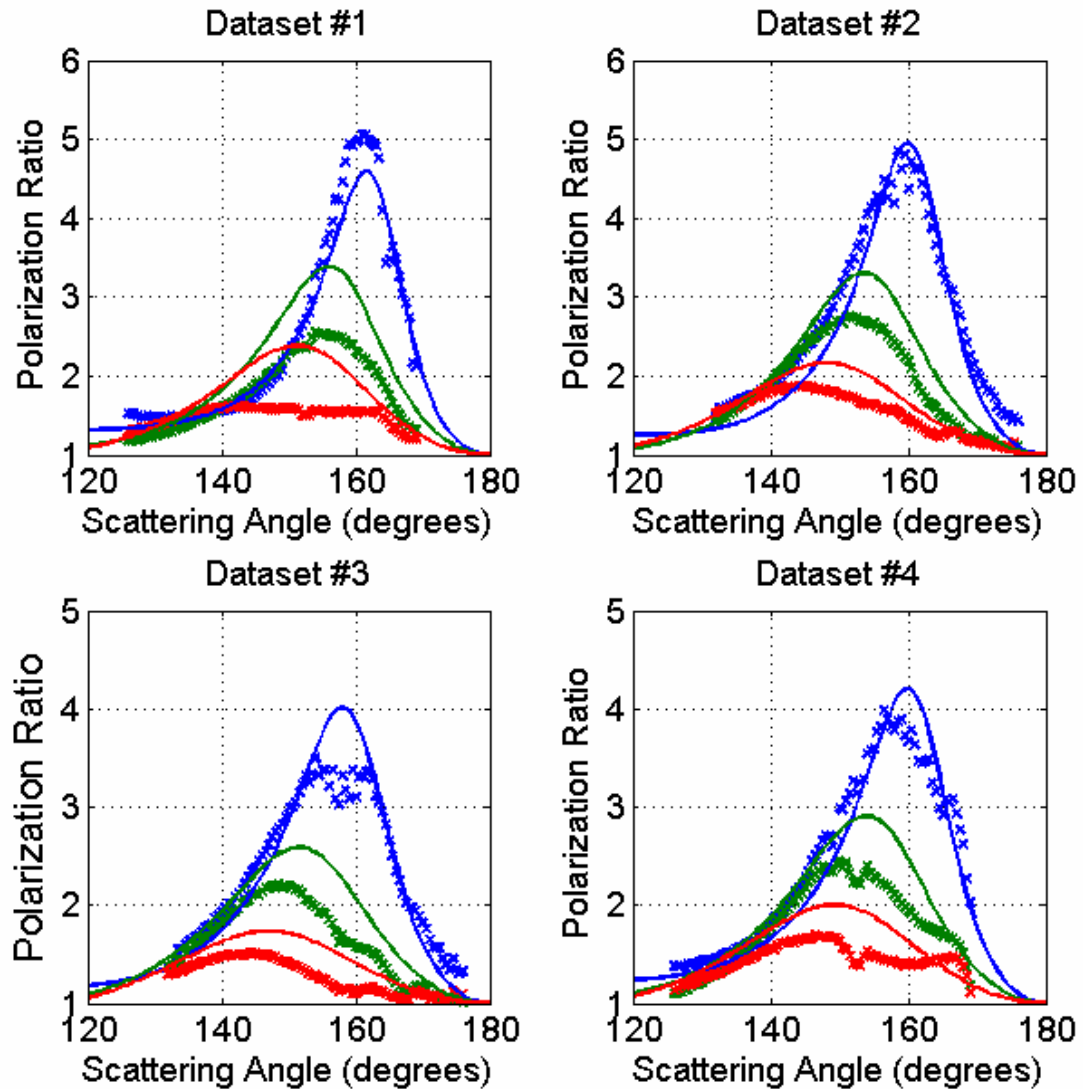 Dataset #1
6
5
4
3
2
1
120 140 160 180
Polarization Ratio
Scattering Angle (degrees)
Dataset #2
6
5
4
3
2
1
120 140 160 180
Polarization Ratio
Scattering Angle (degrees)
Dataset #3
5
4
3
2
1
120 140 160 180
Polarization Ratio
Scattering Angle (degrees)
Dataset #4
5
4
3
2
1
120 140 160 180
Polarization Ratio
Scattering Angle (degrees)